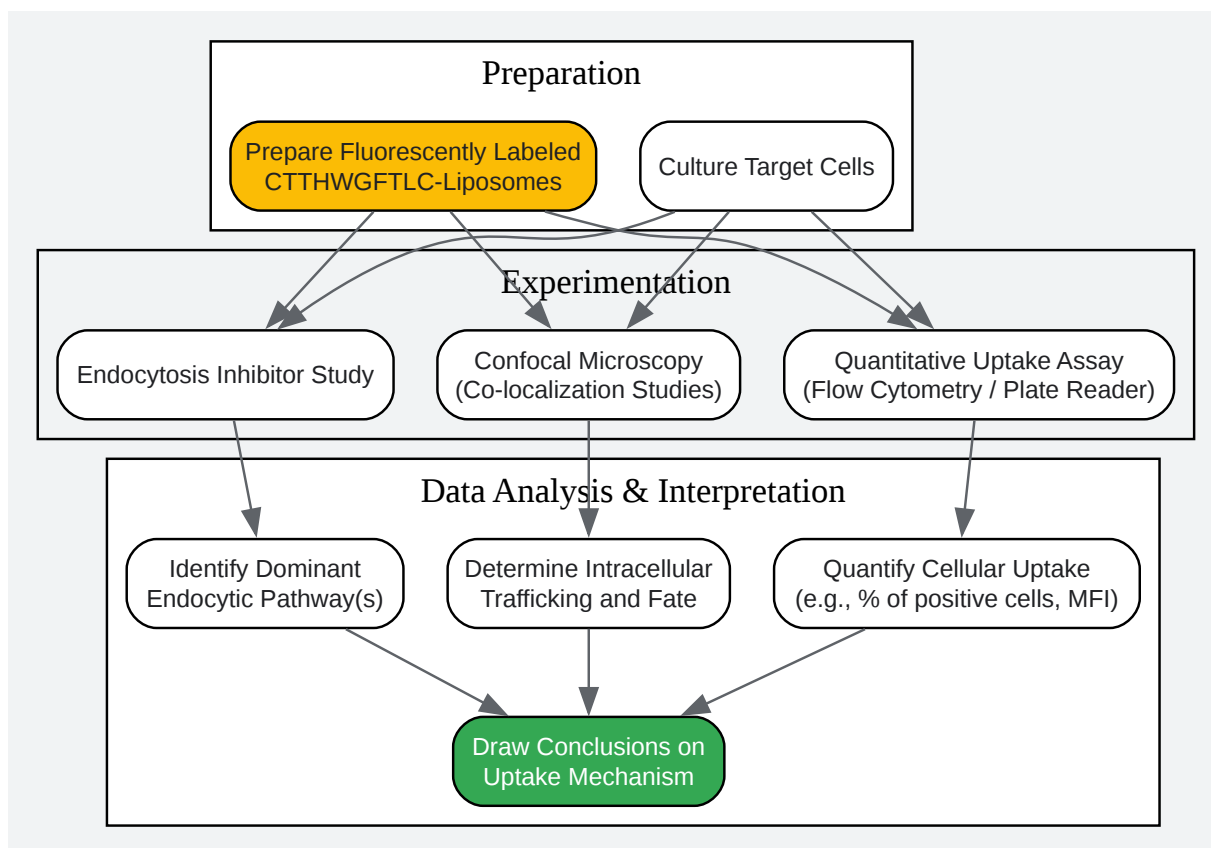 Preparation
Prepare Fluorescently Labeled
CTTHWGFTLC-Liposomes
Culture Target Cells
Experimentation
Endocytosis Inhibitor Study
Confocal Microscopy
(Co-localization Studies)
Quantitative Uptake Assay
(Flow Cytometry / Plate Reader)
Data Analysis & Interpretation
Identify Dominant
Endocytic Pathway(s)
Determine Intracellular
Trafficking and Fate
Quantify Cellular Uptake
(e.g., % of positive cells, MFI)
Draw Conclusions on
Uptake Mechanism